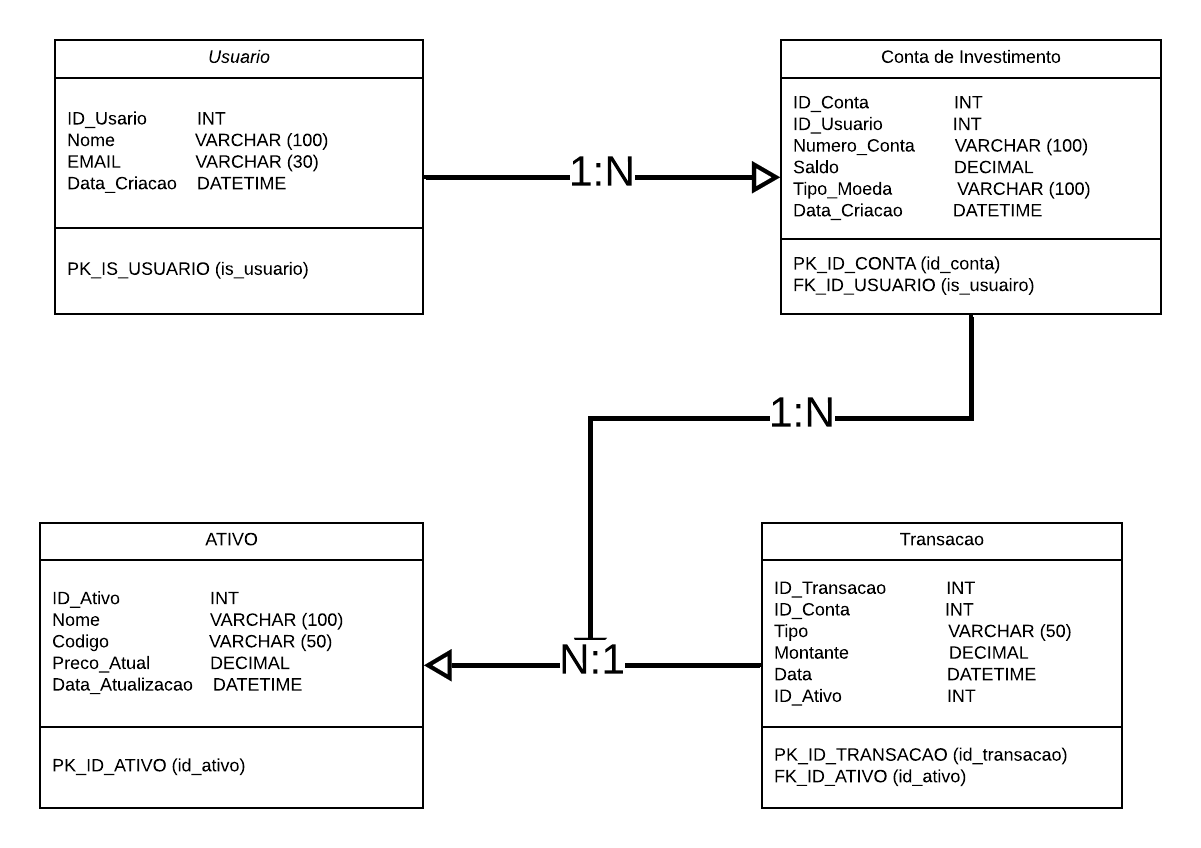 Usuario
ID_Usario INT
Nome VARCHAR (100)
EMAIL VARCHAR (30)
Data_Criacao DATETIME
PK_IS_USUARIO (is_usuario)
1:N
Conta de Investimento
ID_Conta INT
ID_Usuario INT
Numero_Conta VARCHAR (100)
Saldo DECIMAL
Tipo_Moeda VARCHAR (100)
Data_Criacao DATETIME
PK_ID_CONTA (id_conta)
FK_ID_USUARIO (is_usuairo)
1:N
ATIVO
ID_Ativo INT
Nome VARCHAR (100)
Codigo VARCHAR (50)
Preco_Atual DECIMAL
Data_Atualizacao DATETIME
PK_ID_ATIVO (id_ativo)
N:1
Transacao
ID_Transacao INT
ID_Conta INT
Tipo VARCHAR (50)
Montante DECIMAL
Data DATETIME
ID_Ativo INT
PK_ID_TRANSACAO (id_transacao)
FK_ID_ATIVO (id_ativo)